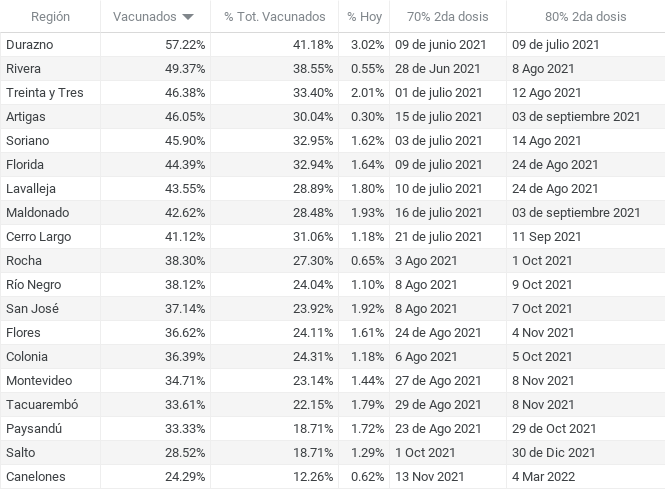 Región Vacunados % Tot. Vacunados % Hoy 70% 2da dosis 80% 2da dosis
Durazno 57.22% 41.18% 3.02% 09 de junio 2021 09 de julio 2021
Rivera 49.37% 38.55% 0.55% 28 de Jun 2021 8 Ago 2021
Treinta y Tres 46.38% 33.40% 2.01% 01 de julio 2021 12 Ago 2021
Artigas 46.05% 30.04% 0.30% 15 de julio 2021 03 de septiembre 2021
Soriano 45.90% 32.95% 1.62% 03 de julio 2021 14 Ago 2021
Florida 44.39% 32.94% 1.64% 09 de julio 2021 24 de Ago 2021
Lavalleja 43.55% 28.89% 1.80% 10 de julio 2021 24 de Ago 2021
Maldonado 42.62% 28.48% 1.93% 16 de julio 2021 03 de septiembre 2021
Cerro Largo 41.12% 31.06% 1.18% 21 de julio 2021 11 Sep 2021
Rocha 38.30% 27.30% 0.65% 3 Ago 2021 1 Oct 2021
Río Negro 38.12% 24.04% 1.10% 8 Ago 2021 9 Oct 2021
San José 37.14% 23.92% 1.92% 8 Ago 2021 7 Oct 2021
Flores 36.62% 24.11% 1.61% 24 de Ago 2021 4 Nov 2021
Colonia 36.39% 24.31% 1.18% 6 Ago 2021 5 Oct 2021
Montevideo 34.71% 23.14% 1.44% 27 de Ago 2021 8 Nov 2021
Tacuarembó 33.61% 22.15% 1.79% 29 de Ago 2021 8 Nov 2021
Paysandú 33.33% 18.71% 1.72% 23 de Ago 2021 29 de Oct 2021
Salto 28.52% 18.71% 1.29% 1 Oct 2021 30 de Dic 2021
Canelones 24.29% 12.26% 0.62% 13 Nov 2021 4 Mar 2022